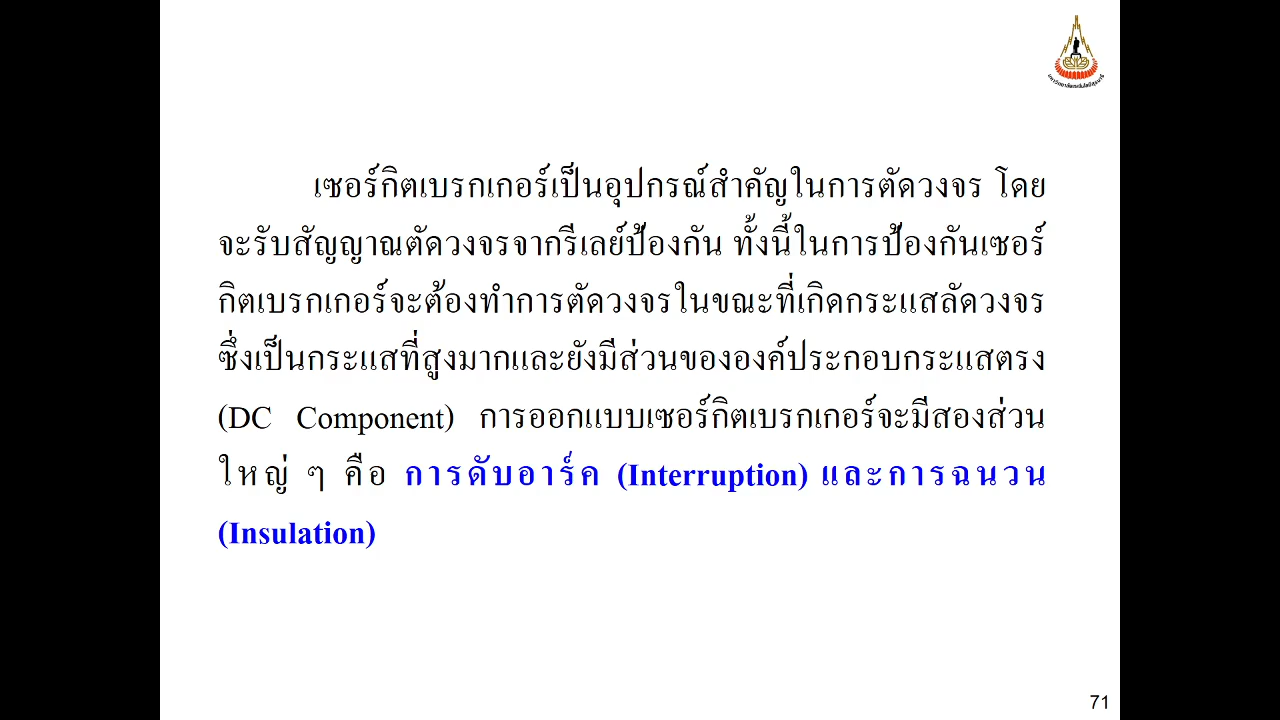 เซอร์กิตเบรกเกอร์เป็นอุปกรณ์สำคัญในการตัดวงจร โดย
จะรับสัญญาณตัดวงจรจากรีเลย์ป้องกัน ทั้งนี้ในการป้องกันเซอร์
กิตเบรกเกอร์จะต้องทำการตัดวงจรในขณะที่เกิดกระแสลัดวงจร
ซึ่งเป็นกระแสที่สูงมากและยังมีส่วนขององค์ประกอบกระแสตรง
(DC Component) การออกแบบเซอร์กิตเบรกเกอร์จะมีสองส่วน
ใหญ่ ๆ คือ การดับอาร์ค (Interruption) และการฉนวน
(Insulation)
71